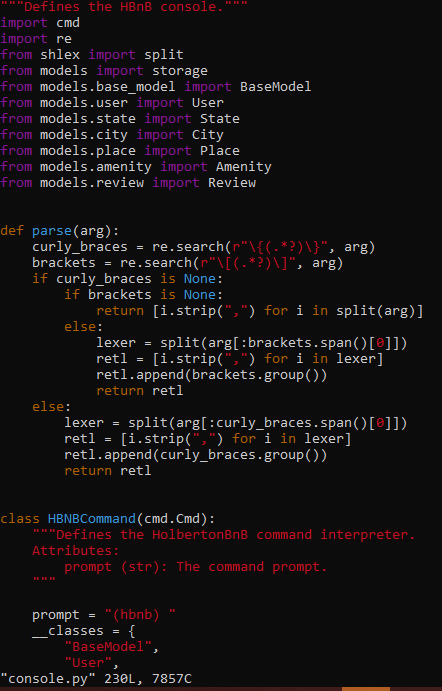 """Defines the HBnB console."""
import cmd
import re
from shlex import split
from models import storage
from models.base_model import BaseModel
from models.user import User
from models.state import State
from models.city import City
from models.place import Place
from models.amenity import Amenity
from models.review import Review


def parse(arg):
    curly_braces = re.search(r"\{(.*?)\}", arg)
    brackets = re.search(r"\[(.*?)\]", arg)
    if curly_braces is None:
        if brackets is None:
            return [i.strip(",") for i in split(arg)]
        else:
            lexer = split(arg[:brackets.span()[0]])
            retl = [i.strip(",") for i in lexer]
            retl.append(brackets.group())
            return retl
    else:
        lexer = split(arg[:curly_braces.span()[0]])
        retl = [i.strip(",") for i in lexer]
        retl.append(curly_braces.group())
        return retl


class HBNBCommand(cmd.Cmd):
    """Defines the HolbertonBnB command interpreter.
    Attributes:
        prompt (str): The command prompt.
    """

    prompt = "(hbnb) "
    __classes = {
        "BaseModel",
        "User",
"console.py" 230L, 7857C